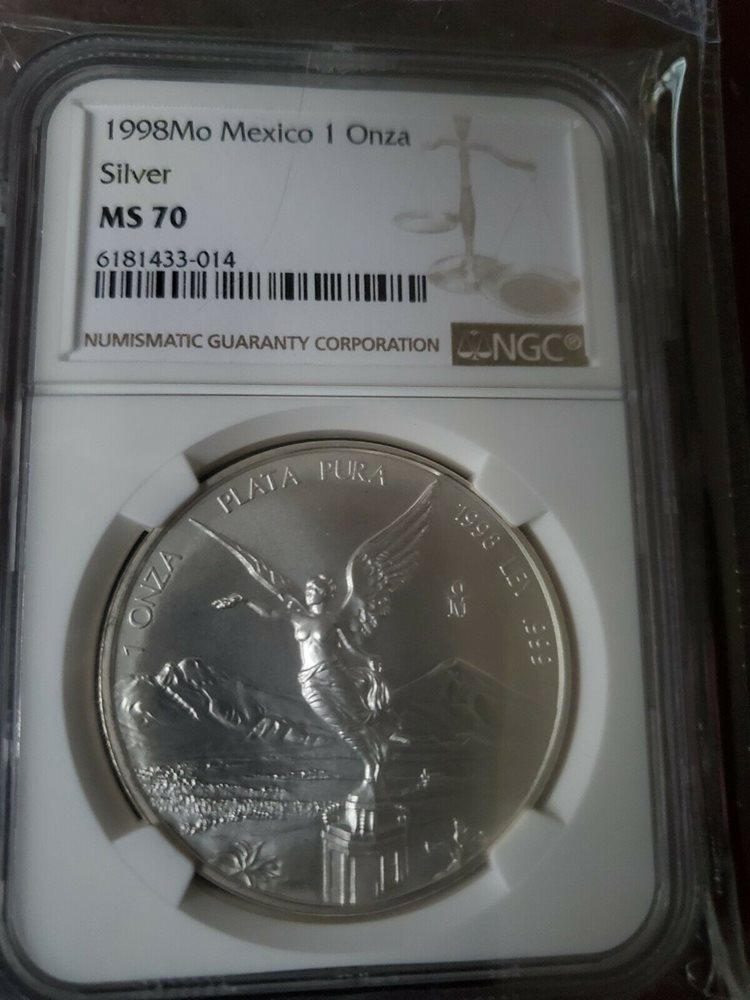 1998Mo Mexico 1 Onza
Silver
MS 70
6181433-014
NUMISMATIC GUARANTY CORPORATION
NGC®
1 ONZA PLATA PURA 1998 LEY .999
M̊